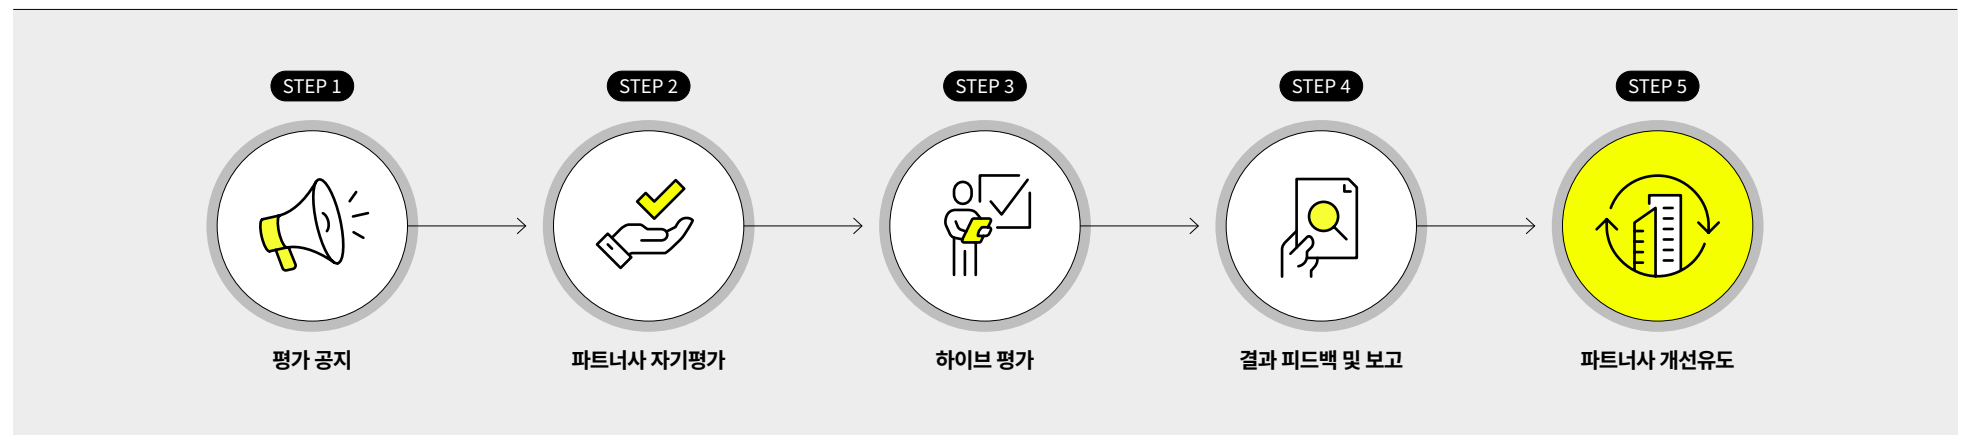 STEP 1
평가 공지
STEP 2
파트너사 자기평가
STEP 3
하이브 평가
STEP 4
결과 피드백 및 보고
STEP 5
파트너사 개선유도